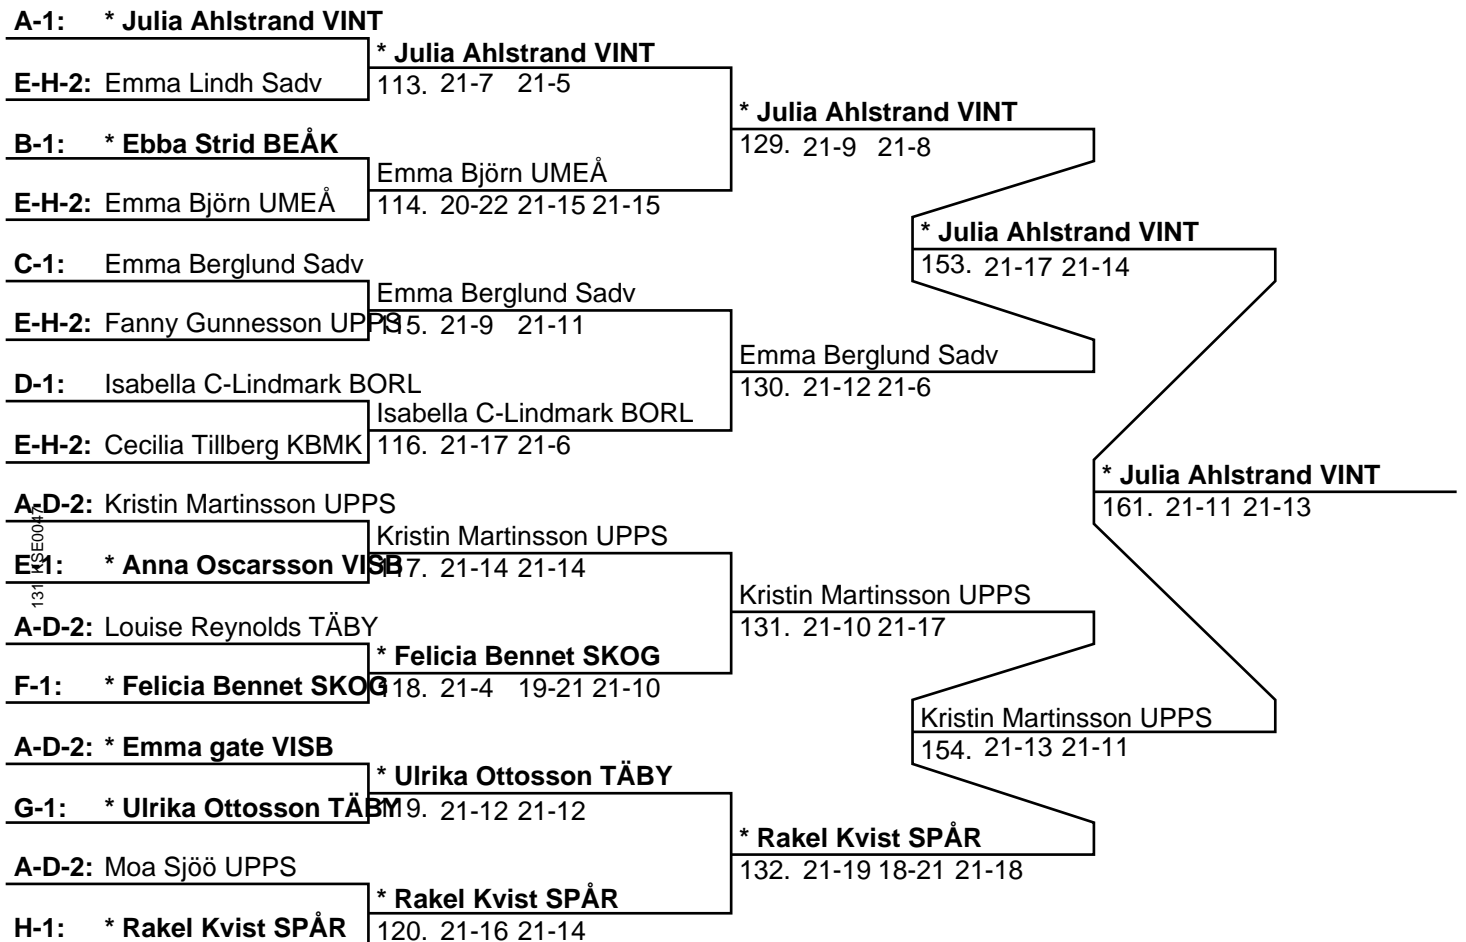 A-1: * Julia Ahlstrand VINT
* Julia Ahlstrand VINT
E-H-2: Emma Lindh Sadv
113. 21-7 21-5
* Julia Ahlstrand VINT
B-1: * Ebba Strid BEÅK
129. 21-9 21-8
Emma Björn UMEÅ
E-H-2: Emma Björn UMEÅ
114. 20-22 21-15 21-15
* Julia Ahlstrand VINT
C-1: Emma Berglund Sadv
153. 21-17 21-14
Emma Berglund Sadv
E-H-2: Fanny Gunnesson UPPS
115. 21-9 21-11
Emma Berglund Sadv
D-1: Isabella C-Lindmark BORL
130. 21-12 21-6
Isabella C-Lindmark BORL
E-H-2: Cecilia Tillberg KBMK
116. 21-17 21-6
* Julia Ahlstrand VINT
A-D-2: Kristin Martinsson UPPS
161. 21-11 21-13
Kristin Martinsson UPPS
E-1: * Anna Oscarsson VISB
117. 21-14 21-14
Kristin Martinsson UPPS
A-D-2: Louise Reynolds TÄBY
131. 21-10 21-17
* Felicia Bennet SKOG
F-1: * Felicia Bennet SKOG
118. 21-4 19-21 21-10
Kristin Martinsson UPPS
A-D-2: * Emma gate VISB
154. 21-13 21-11
* Ulrika Ottosson TÄBY
G-1: * Ulrika Ottosson TÄBY
119. 21-12 21-12
* Rakel Kvist SPÅR
A-D-2: Moa Sjöö UPPS
132. 21-19 18-21 21-18
* Rakel Kvist SPÅR
H-1: * Rakel Kvist SPÅR
120. 21-16 21-14